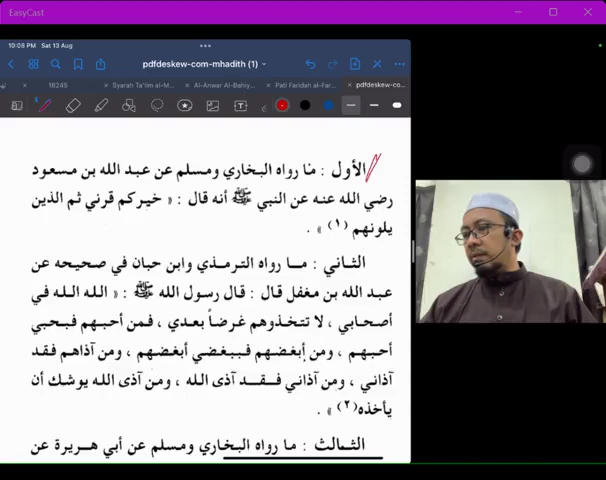 EasyCast
10:08 PM Sat 13 Aug
pdfdeskew-com-mhadith (1)
18245
Syarah Ta'lim al-M...
Al-Anwar Al-Bahiy...
Pati Faridah al-Far...
pdfdeskew-co...
الأول : ما رواه البخاري ومسلم عن عبد الله بن مسعود
رضي الله عنه عن النبي ﷺ أنه قال : « خيركم قرني ثم الذين
يلونهم (١) » .
الثاني : ما رواه الترمذي وابن حبان في صحيحه عن
عبد الله بن مغفل قال : قال رسول الله ﷺ : « الله الله في
أصحابي ، لا تتخذوهم غرضاً بعدي ، فمن أحبهم فبحبي
أحبهم ، ومن أبغضهم فببغضي أبغضهم ، ومن آذاهم فقد
آذاني ، ومن آذاني فقد آذى الله ، ومن آذى الله يوشك أن
يأخذه (٢) » .
الثالث : ما رواه البخاري ومسلم عن أبي هريرة عن